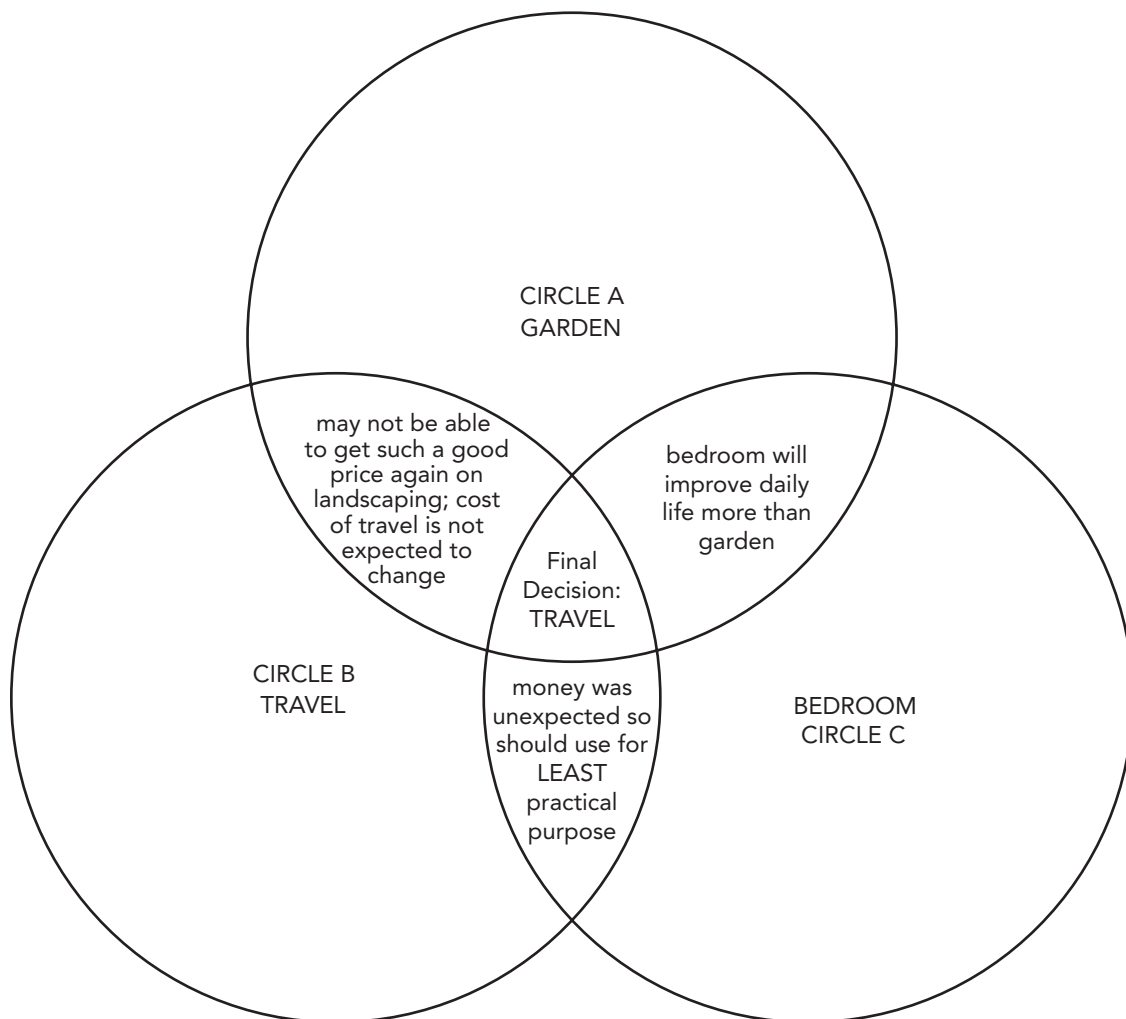 CIRCLE A
GARDEN
may not be able
to get such a good
price again on
landscaping; cost
of travel is not
expected to
change
bedroom will
improve daily
life more than
garden
Final
Decision:
TRAVEL
CIRCLE B
TRAVEL
money was
unexpected so
should use for
LEAST
practical
purpose
BEDROOM
CIRCLE C